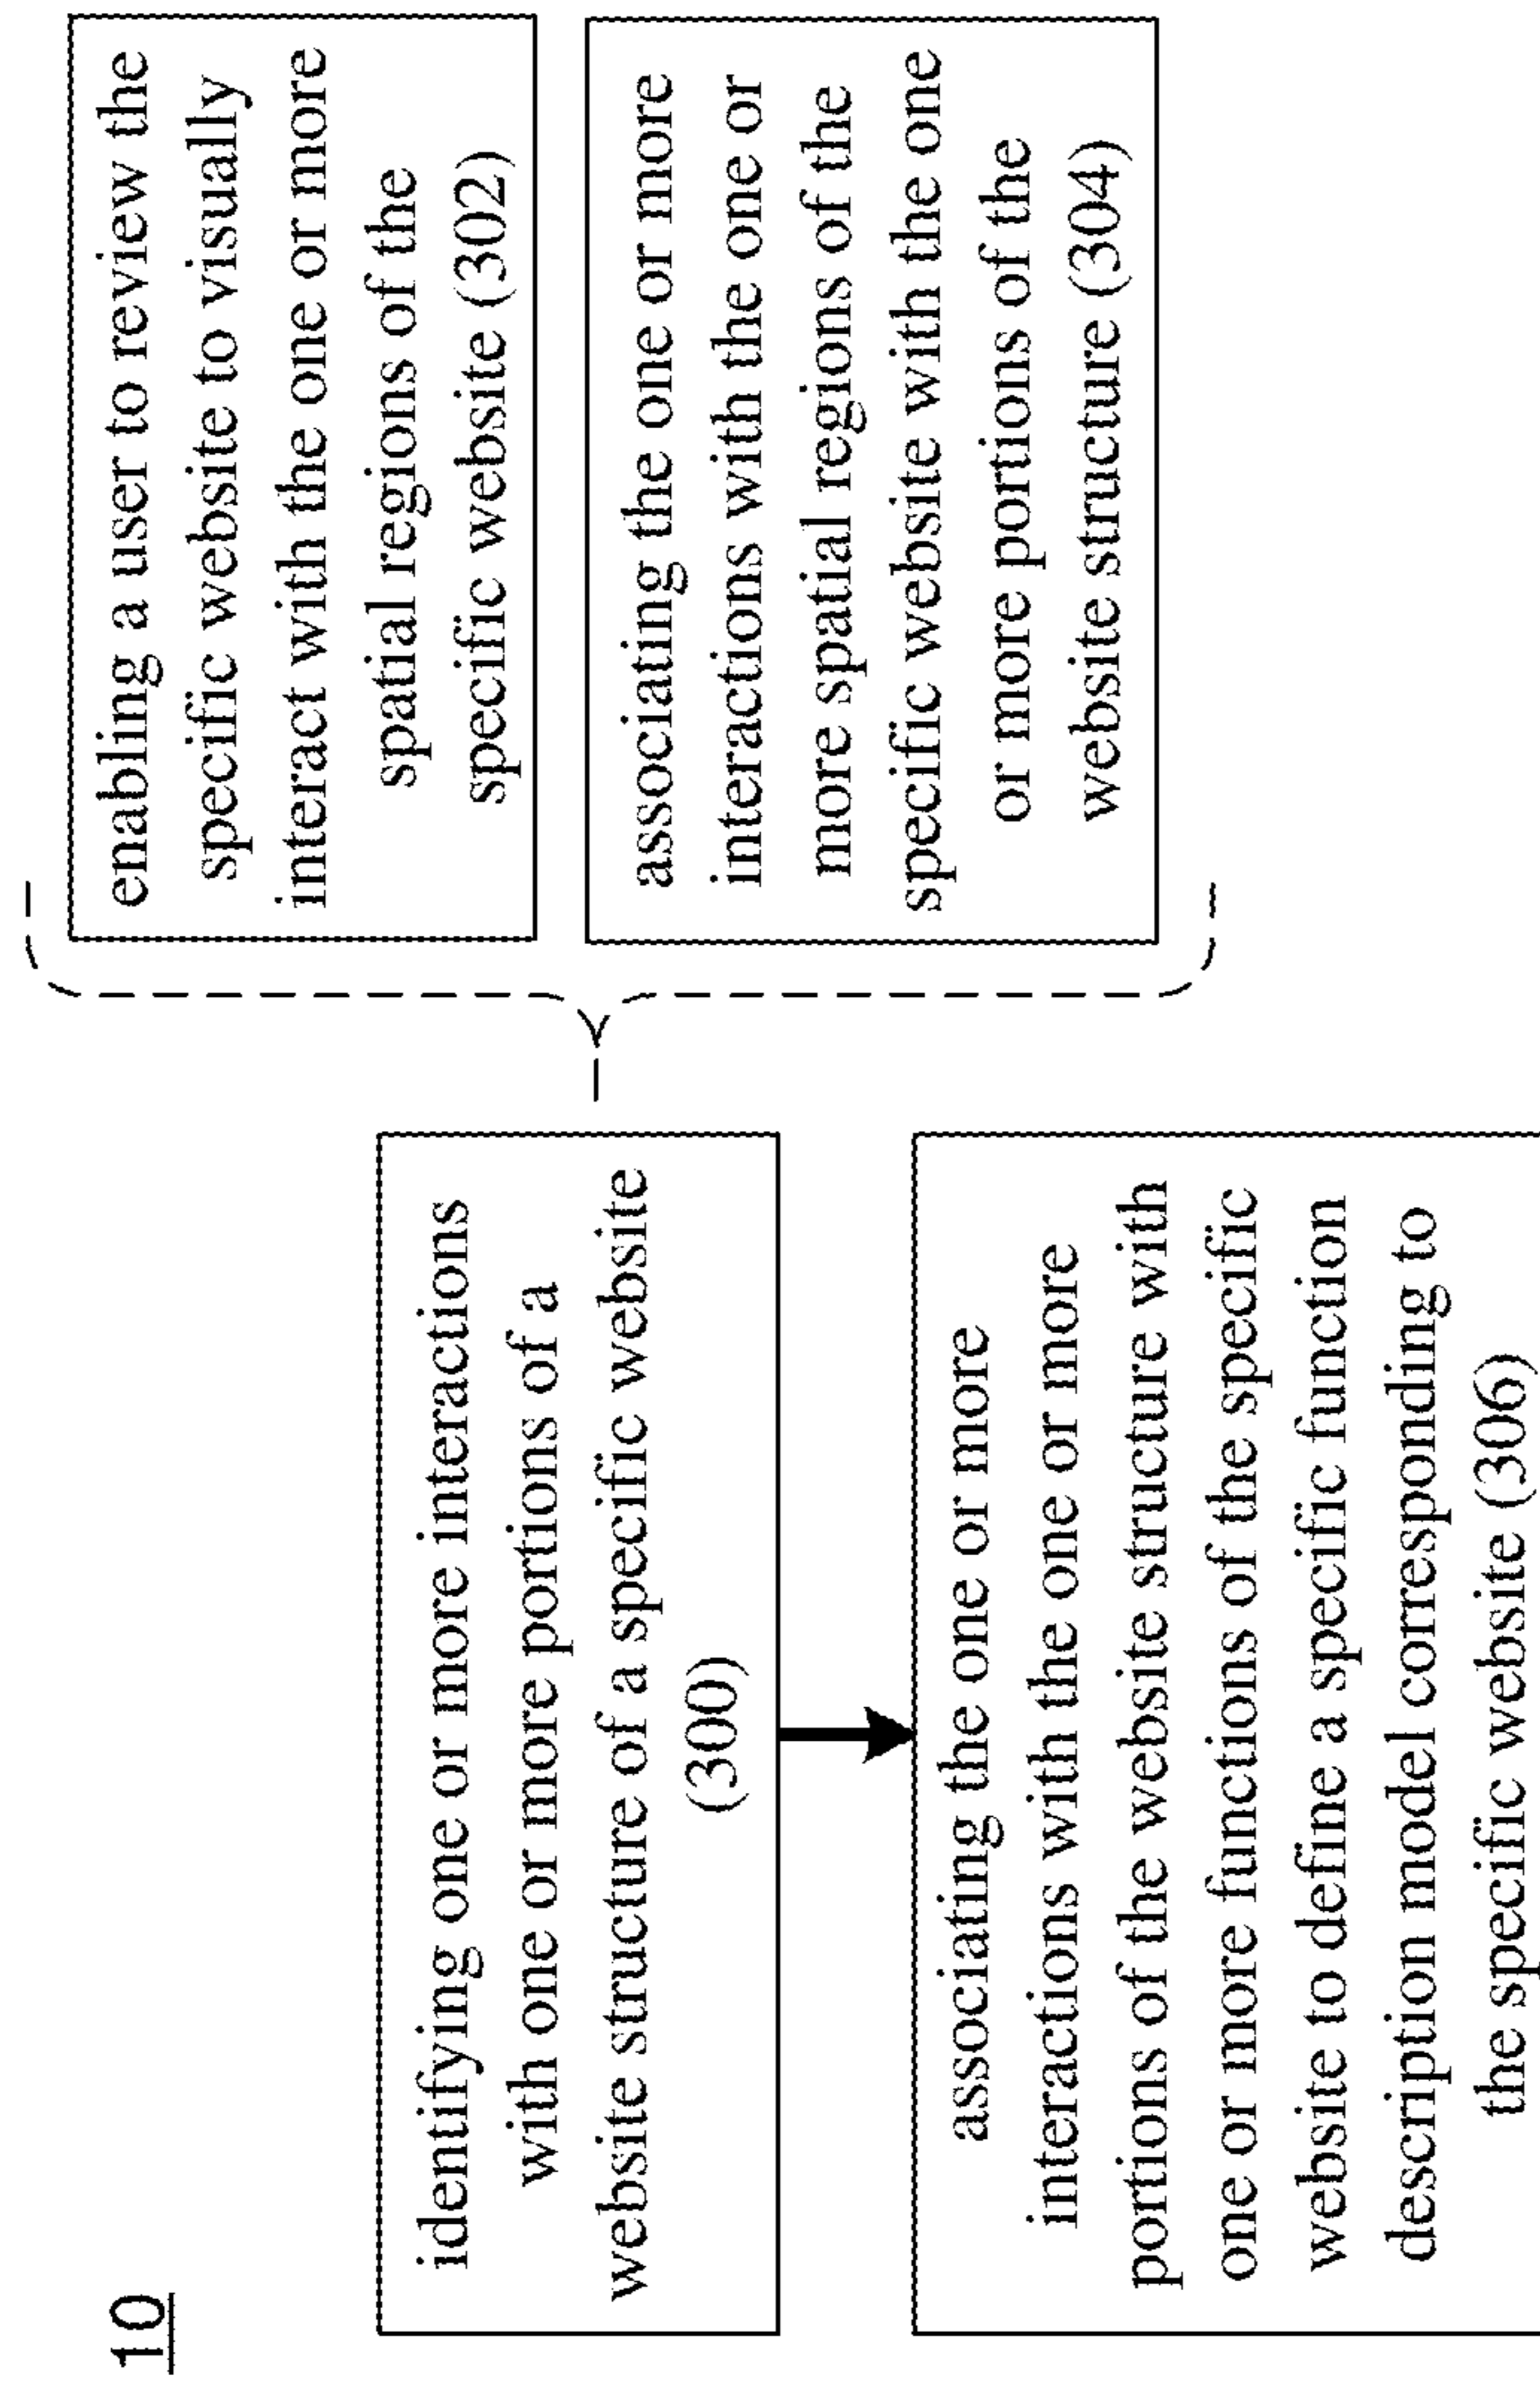 10
identifying one or more interactions
with one or more portions of a
website structure of a specific website
(300)
enabling a user to review the
specific website to visually
interact with the one or more
spatial regions of the
specific website (302)
associating the one or more
interactions with the one or
more spatial regions of the
specific website with the one
or more portions of the
website structure (304)
associating the one or more
interactions with the one or more
portions of the website structure with
one or more functions of the specific
website to define a specific function
description model corresponding to
the specific website (306)